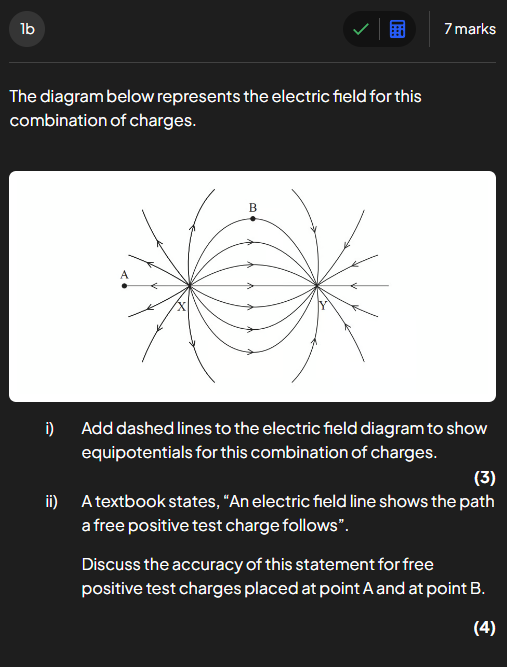 1b
7 marks
The diagram below represents the electric field for this
combination of charges.
B
A
X
Y
i) Add dashed lines to the electric field diagram to show
equipotentials for this combination of charges.
(3)
ii) A textbook states, “An electric field line shows the path
a free positive test charge follows”.
Discuss the accuracy of this statement for free
positive test charges placed at point A and at point B.
(4)